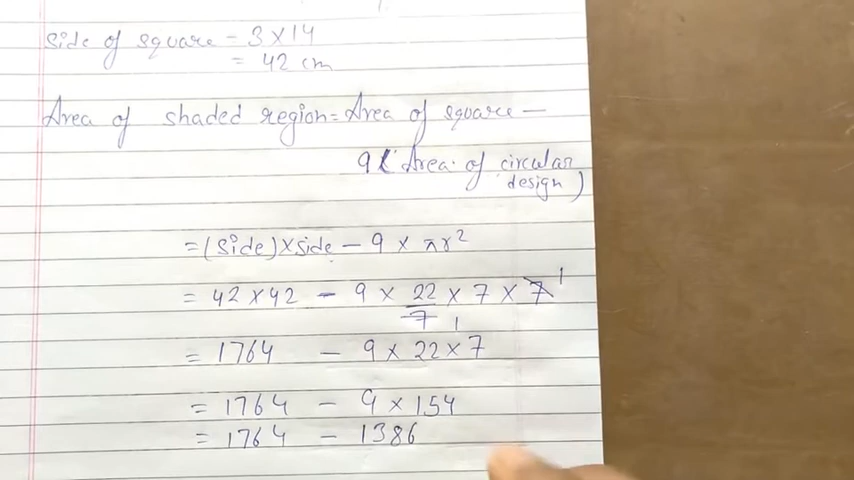 side of square = 3 × 14
= 42 cm
Area of shaded region = Area of square —
9 ( Area of circular
design )
= (side) × side — 9 × πr²
= 42 × 42 — 9 × 22/7 × 7 × 7 1
1
= 1764 — 9 × 22 × 7
= 1764 — 9 × 154
= 1764 — 1386